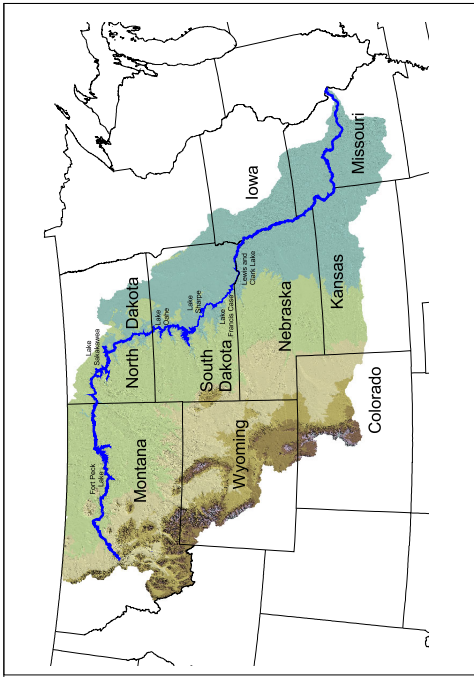 Fort Peck
Lake
Montana
Lake
Sakakawea
North
Dakota
Lake
Oahe
Lake
Sharpe
South
Dakota
Lake
Francis Case
Lewis and
Clark Lake
Wyoming
Nebraska
Iowa
Colorado
Kansas
Missouri